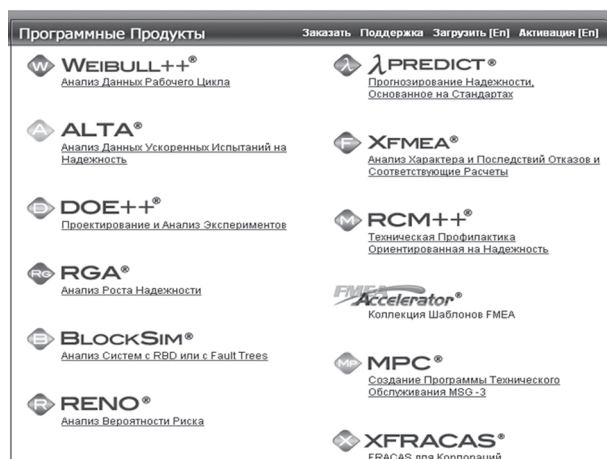 Программные Продукты
Заказать Поддержка Загрузить [En] Активация [En]
W WEIBULL++®
Анализ Данных Рабочего Цикла
A ALTA®
Анализ Данных Ускоренных Испытаний на
Надежность
D DOE++®
Проектирование и Анализ Экспериментов
RG RGA®
Анализ Роста Надежности
B BLOCKSIM®
Анализ Систем с RBD или с Fault Trees
R RENO®
Анализ Вероятности Риска
λ λPREDICT®
Прогнозирование Надежности,
Основанное на Стандартах
F XFMEA®
Анализ Характера и Последствий Отказов и
Соответствующие Расчеты
M RCM++®
Техническая Профилактика
Ориентированная на Надежность
FMEA
Accelerator®
Коллекция Шаблонов FMEA
MP MPC®
Создание Программы Технического
Обслуживания MSG -3
X XFRACAS®
FRACAS для Корпораций